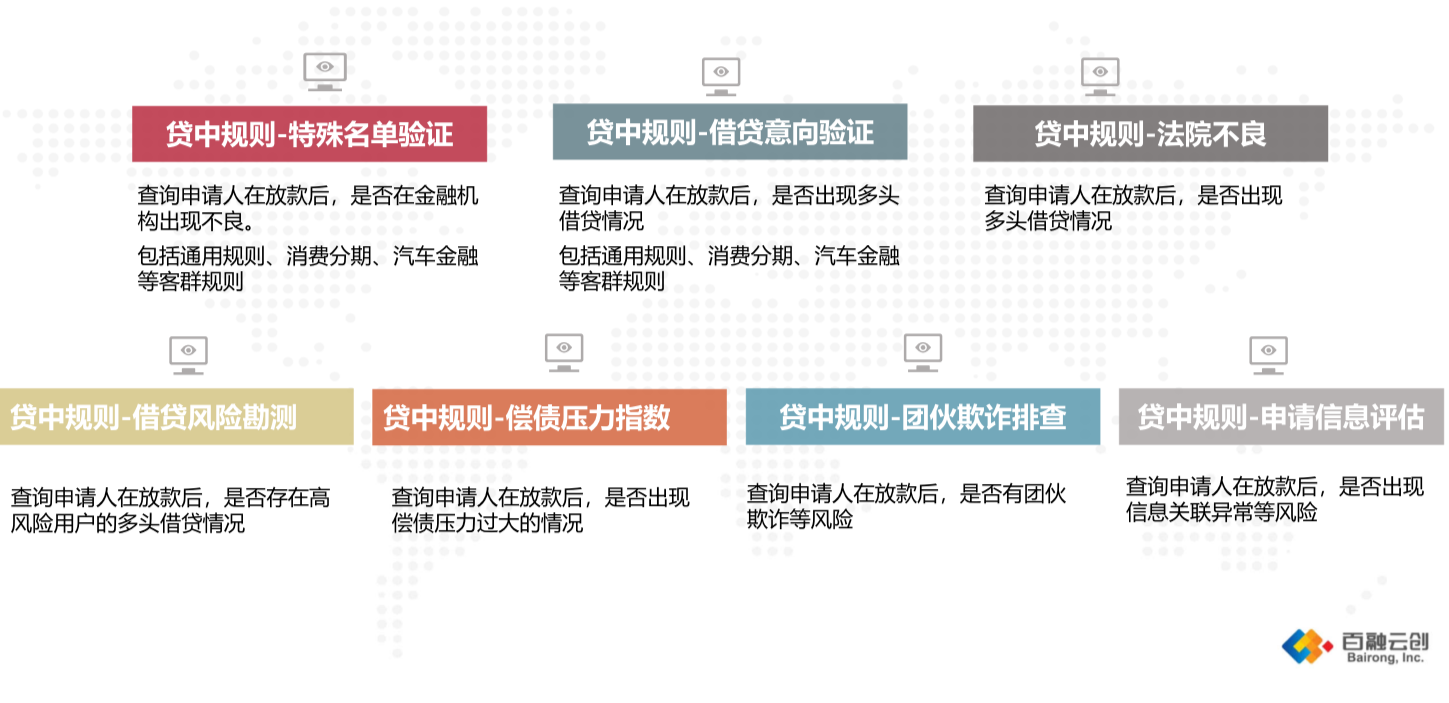 贷中规则-特殊名单验证
查询申请人在放款后，是否在金融机
构出现不良。
包括通用规则、消费分期、汽车金融
等客群规则
贷中规则-借贷意向验证
查询申请人在放款后，是否出现多头
借贷情况
包括通用规则、消费分期、汽车金融
等客群规则
贷中规则-法院不良
查询申请人在放款后，是否出现
多头借贷情况
贷中规则-借贷风险勘测
查询申请人在放款后，是否存在高
风险用户的多头借贷情况
贷中规则-偿债压力指数
查询申请人在放款后，是否出现
偿债压力过大的情况
贷中规则-团伙欺诈排查
查询申请人在放款后，是否有团伙
欺诈等风险
贷中规则-申请信息评估
查询申请人在放款后，是否出现
信息关联异常等风险
百融云创
Bairong, Inc.